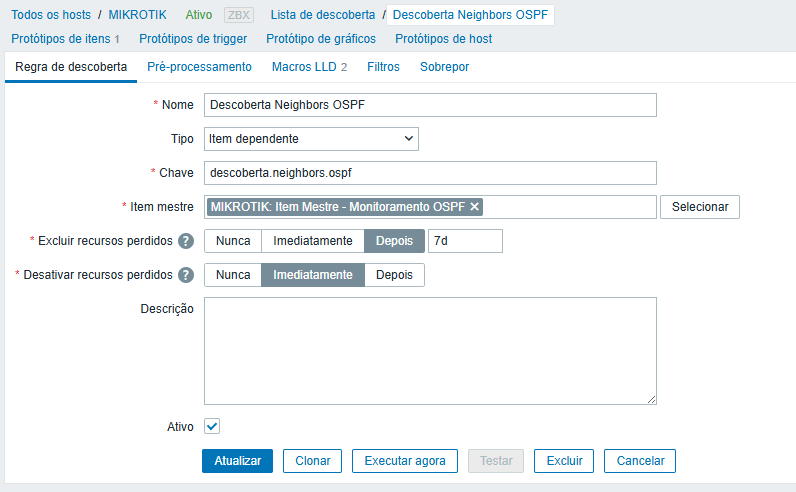 Todos os hosts / MIKROTIK Ativo ZBX Lista de descoberta / Descoberta Neighbors OSPF
Protótipos de itens 1 Protótipos de trigger Protótipo de gráficos Protótipos de host
Regra de descoberta Pré-processamento Macros LLD 2 Filtros Sobrepor
* Nome Descoberta Neighbors OSPF
Tipo Item dependente
* Chave descoberta.neighbors.ospf
* Item mestre MIKROTIK: Item Mestre - Monitoramento OSPF ✕ Selecionar
* Excluir recursos perdidos ? Nunca Imediatamente Depois 7d
* Desativar recursos perdidos ? Nunca Imediatamente Depois
Descrição
Ativo
Atualizar Clonar Executar agora Testar Excluir Cancelar